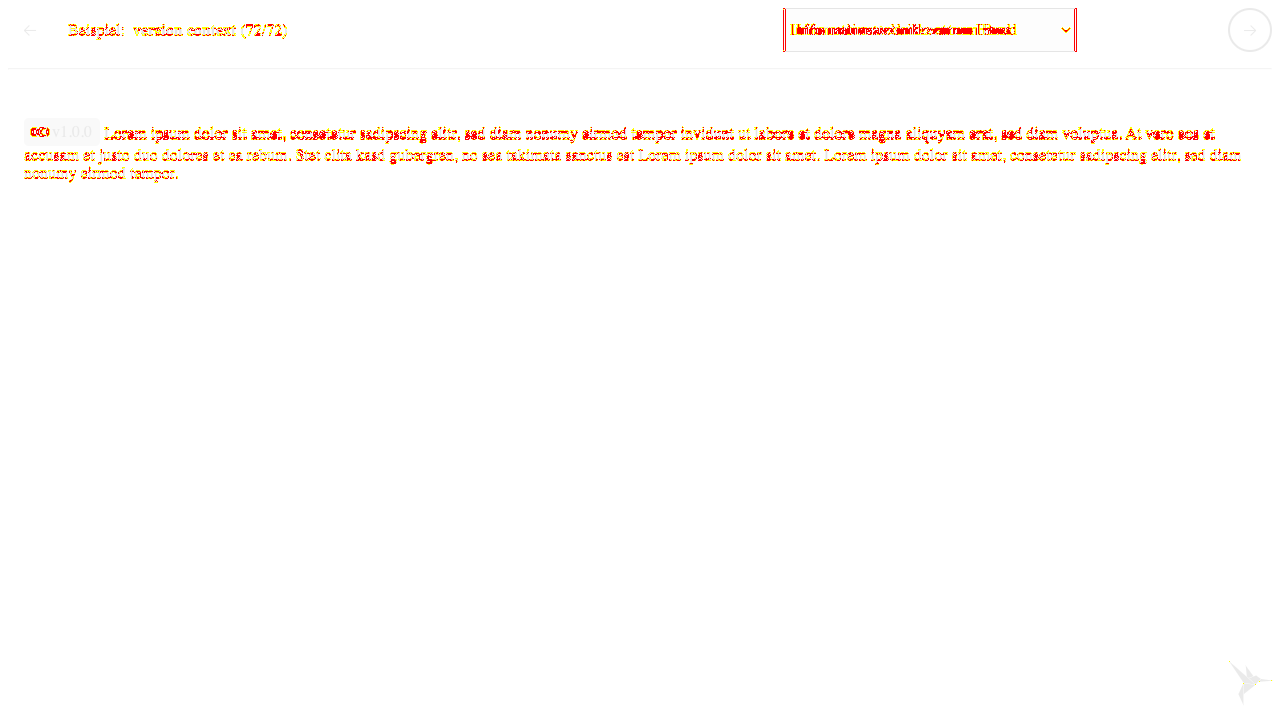 Beispiel: version context (72/72)
v1.0.0 Lorem ipsum dolor sit amet, consetetur sadipscing elitr, sed diam nonumy eirmod tempor invidunt ut labore et dolore magna aliquyam erat, sed diam voluptua. At vero eos et
accusam et justo duo dolores et ea rebum. Stet clita kasd gubergren, no sea takimata sanctus est Lorem ipsum dolor sit amet. Lorem ipsum dolor sit amet, consetetur sadipscing elitr, sed diam
nonumy eirmod tempor.